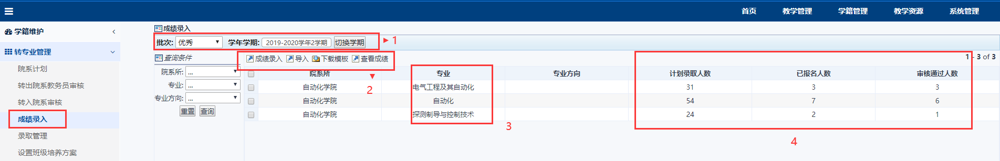 首页 教学管理 学籍管理 教学资源 系统管理
学籍维护
转专业管理
院系计划
转出院系教务员审核
转入院系审核
成绩录入
录取管理
设置班级培养方案
成绩录入
批次: 优秀 学年学期: 2019-2020学年2学期 切换学期 1
查询条件
院系所: ...
专业: ...
专业方向: ...
重置 查询
成绩录入 导入 下载模板 查看成绩
1 - 3 of 3
院系所 专业 专业方向 计划录取人数 已报名人数 审核通过人数
自动化学院 电气工程及其自动化 31 3 3
自动化学院 自动化 54 7 6
自动化学院 探测制导与控制技术 24 2 1
2
3
4